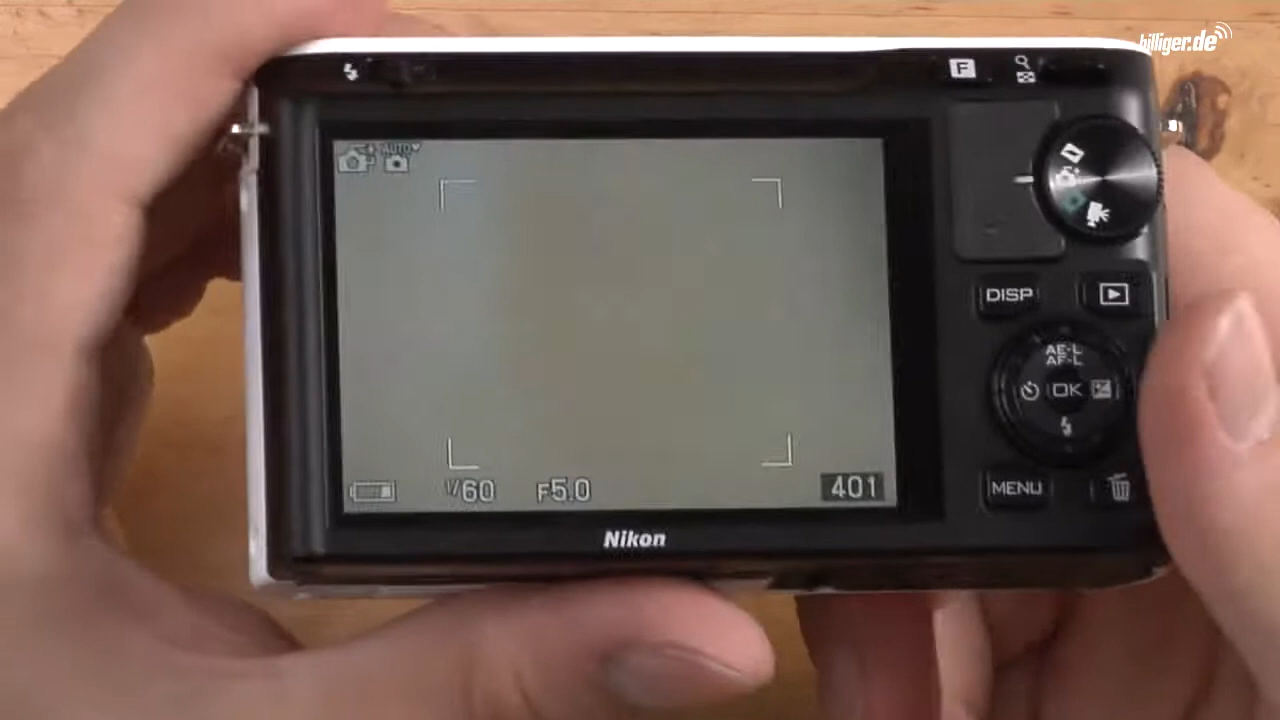 billiger.de
F
AUTO
DISP
AE-L
AF-L
OK
1/60 F5.0 401
MENU
Nikon